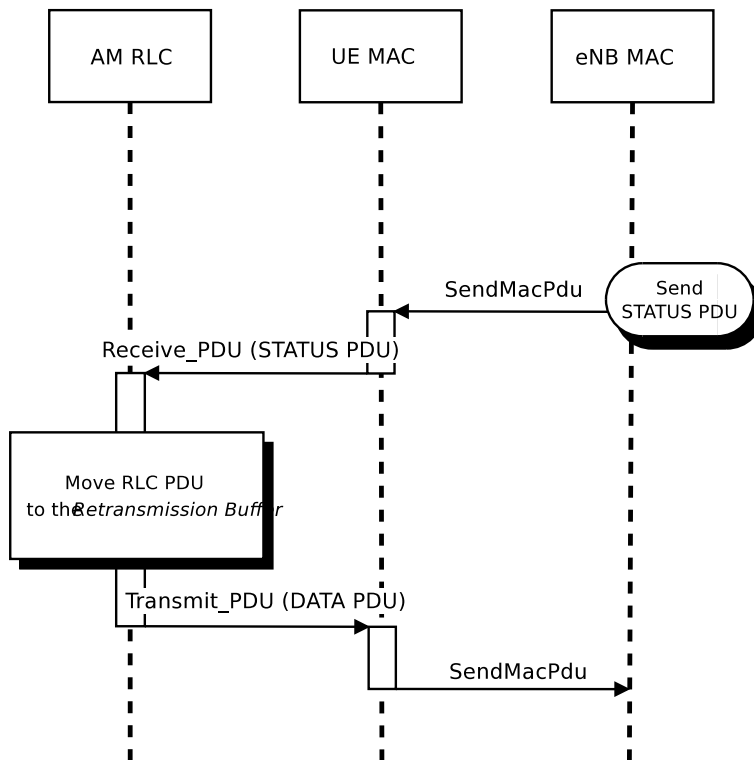 AM RLC
UE MAC
eNB MAC
Send
STATUS PDU
SendMacPdu
Receive_PDU (STATUS PDU)
Move RLC PDU
to the Retransmission Buffer
Transmit_PDU (DATA PDU)
SendMacPdu